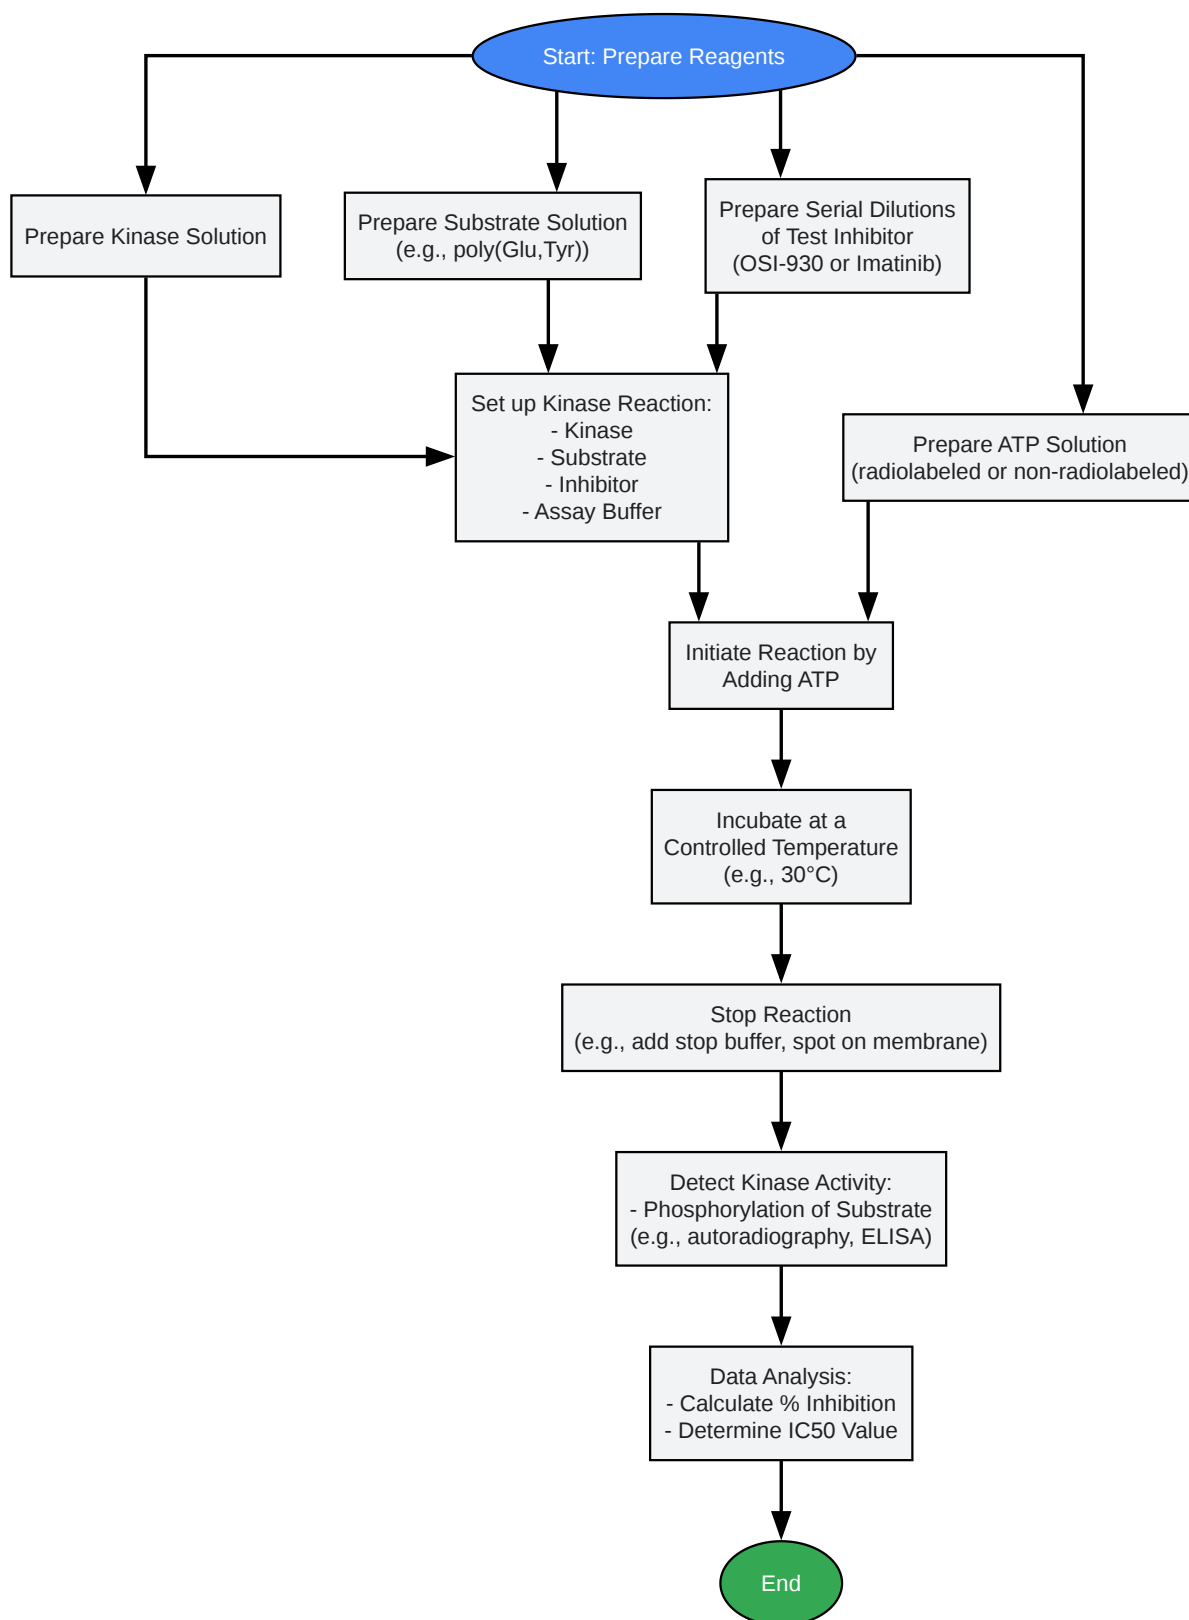 Start: Prepare Reagents
Prepare Kinase Solution
Prepare Substrate Solution
(e.g., poly(Glu,Tyr))
Prepare Serial Dilutions
of Test Inhibitor
(OSI-930 or Imatinib)
Set up Kinase Reaction:
- Kinase
- Substrate
- Inhibitor
- Assay Buffer
Prepare ATP Solution
(radiolabeled or non-radiolabeled)
Initiate Reaction by
Adding ATP
Incubate at a
Controlled Temperature
(e.g., 30°C)
Stop Reaction
(e.g., add stop buffer, spot on membrane)
Detect Kinase Activity:
- Phosphorylation of Substrate
(e.g., autoradiography, ELISA)
Data Analysis:
- Calculate % Inhibition
- Determine IC50 Value
End